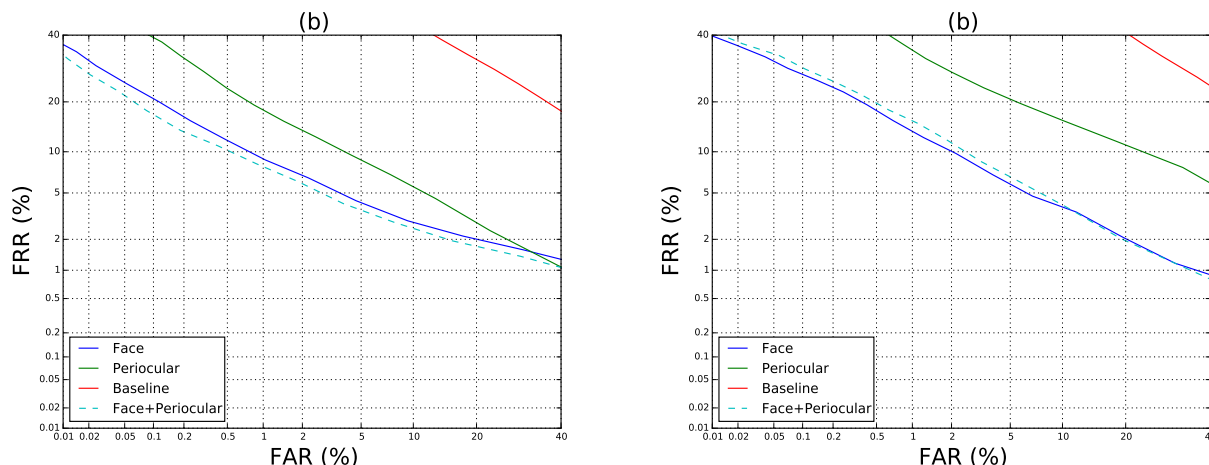 (b)
40
20
10
5
2
1
0.5
0.2
0.1
0.05
0.02
0.01
FRR (%)
Face
Periocular
Baseline
Face+Periocular
0.01 0.02 0.05 0.1 0.2 0.5 1 2 5 10 20 40
FAR (%)
(b)
40
20
10
5
2
1
0.5
0.2
0.1
0.05
0.02
0.01
FRR (%)
Face
Periocular
Baseline
Face+Periocular
0.01 0.02 0.05 0.1 0.2 0.5 1 2 5 10 20 4
FAR (%)